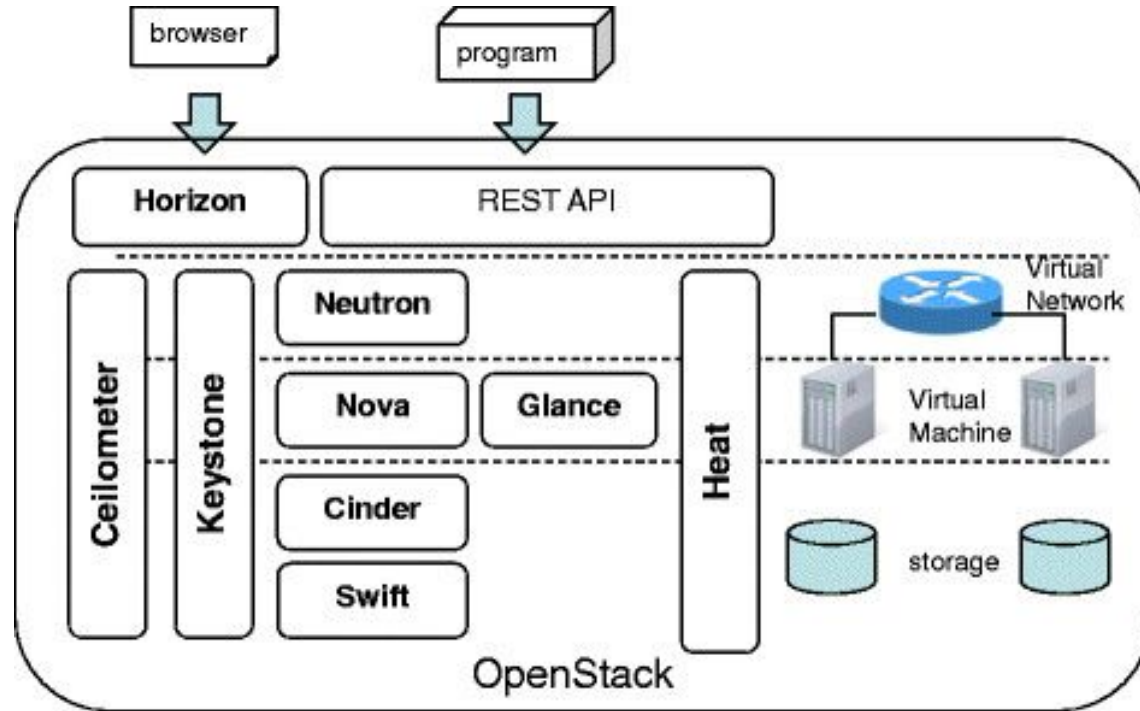 browser
program
Horizon
REST API
Ceilometer
Keystone
Neutron
Nova
Glance
Cinder
Swift
Heat
Virtual
Network
Virtual
Machine
storage
OpenStack